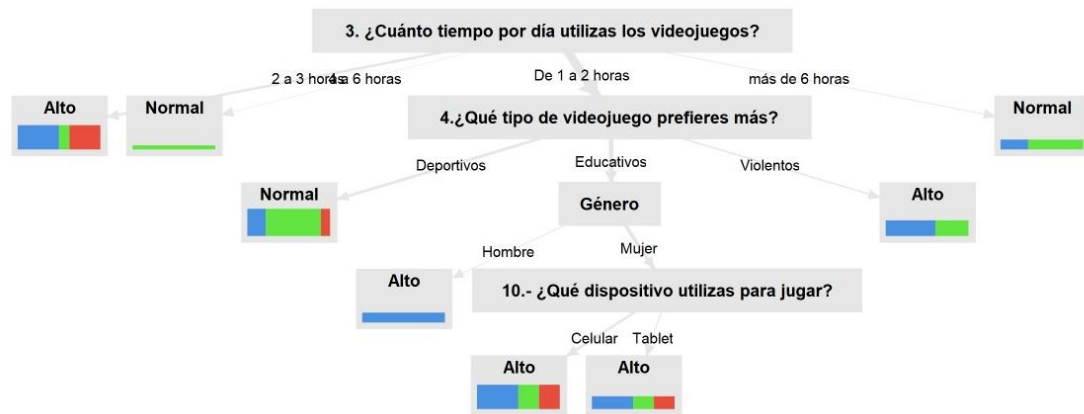 3. ¿Cuánto tiempo por día utilizas los videojuegos?
2 a 3 horas
4 a 6 horas
De 1 a 2 horas
más de 6 horas
Alto
Normal
4.¿Qué tipo de videojuego prefieres más?
Normal
Deportivos
Educativos
Violentos
Normal
Género
Alto
Hombre
Mujer
Alto
10.- ¿Qué dispositivo utilizas para jugar?
Celular
Tablet
Alto
Alto